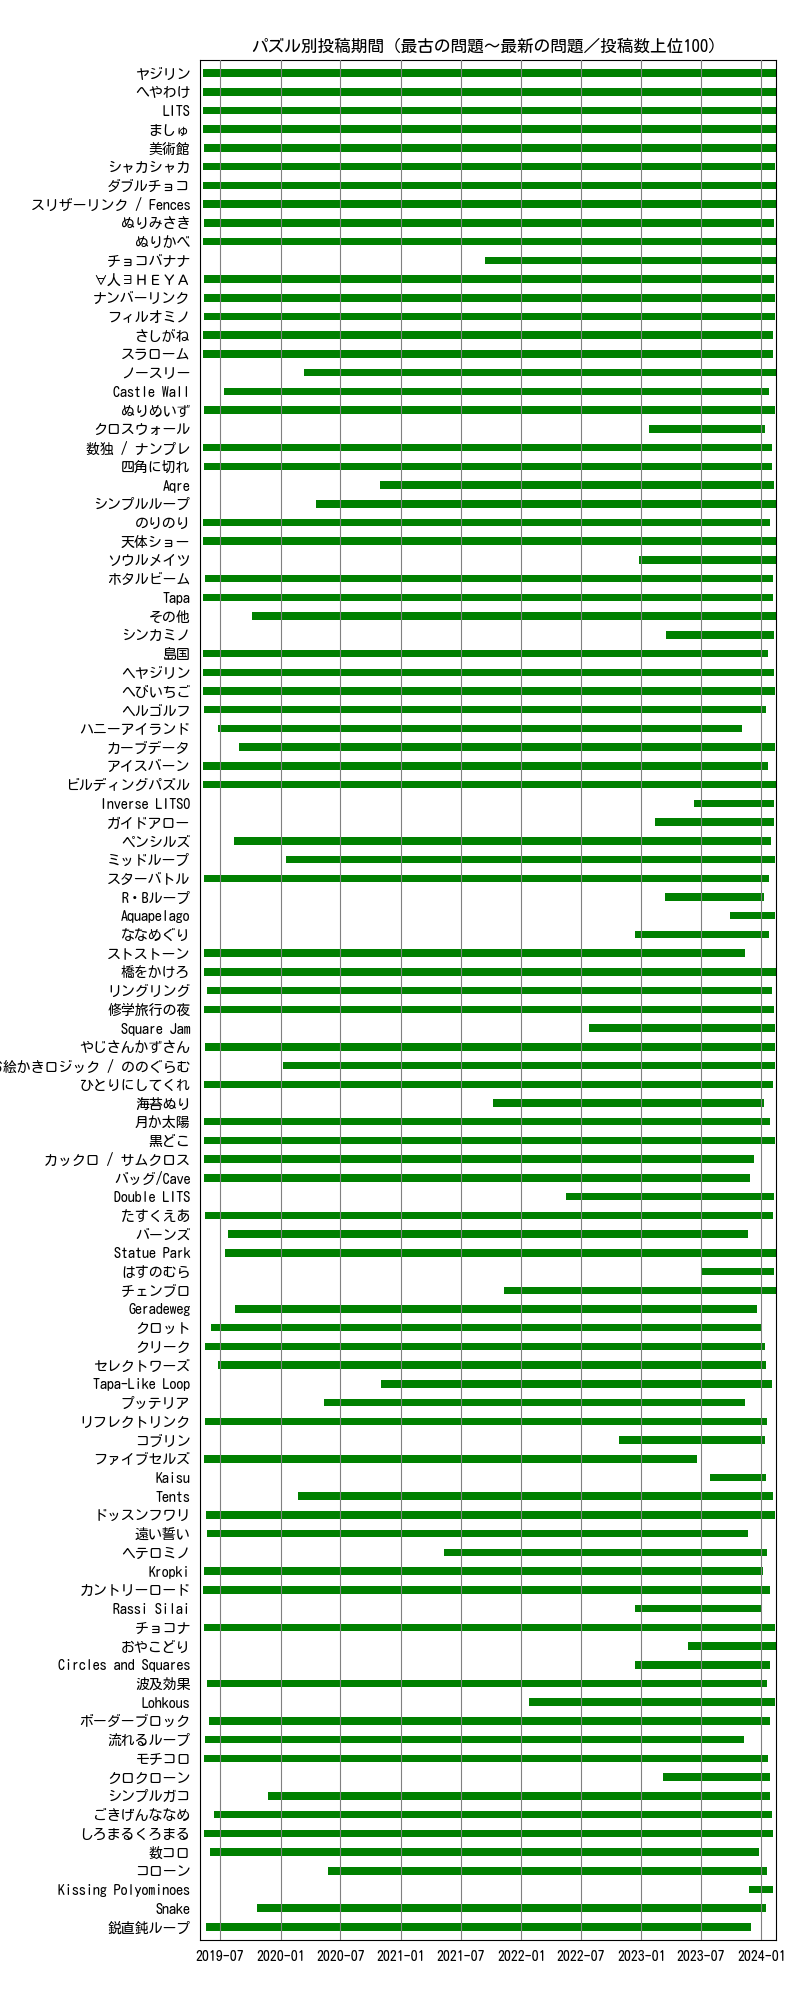 パズル別投稿期間（最古の問題～最新の問題／投稿数上位100）
ヤジリン
へやわけ
LITS
ましゅ
美術館
シャカシャカ
ダブルチョコ
スリザーリンク / Fences
ぬりみさき
ぬりかべ
チョコバナナ
∀人∃ＨＥＹＡ
ナンバーリンク
フィルオミノ
さしがね
スラローム
ノースリー
Castle Wall
ぬりめいず
クロスウォール
数独 / ナンプレ
四角に切れ
Aqre
シンプルループ
のりのり
天体ショー
ソウルメイツ
ホタルビーム
Tapa
その他
シンカミノ
島国
ヘヤジリン
へびいちご
ヘルゴルフ
ハニーアイランド
カーブデータ
アイスバーン
ビルディングパズル
Inverse LITSO
ガイドアロー
ペンシルズ
ミッドループ
スターバトル
R・Bループ
Aquapelago
ななめぐり
ストストーン
橋をかけろ
リングリング
修学旅行の夜
Square Jam
やじさんかずさん
絵かきロジック / ののぐらむ
ひとりにしてくれ
海苔ぬり
月か太陽
黒どこ
カックロ / サムクロス
バッグ/Cave
Double LITS
たすくえあ
バーンズ
Statue Park
はすのむら
チェンブロ
Geradeweg
クロット
クリーク
セレクトワーズ
Tapa-Like Loop
プッテリア
リフレクトリンク
コブリン
ファイブセルズ
Kaisu
Tents
ドッスンフワリ
遠い誓い
ヘテロミノ
Kropki
カントリーロード
Rassi Silai
チョコナ
おやこどり
Circles and Squares
波及効果
Lohkous
ボーダーブロック
流れるループ
モチコロ
クロクローン
シンプルガコ
ごきげんななめ
しろまるくろまる
数コロ
コローン
Kissing Polyominoes
Snake
鋭直鈍ループ
2019-07 2020-01 2020-07 2021-01 2021-07 2022-01 2022-07 2023-01 2023-07 2024-01